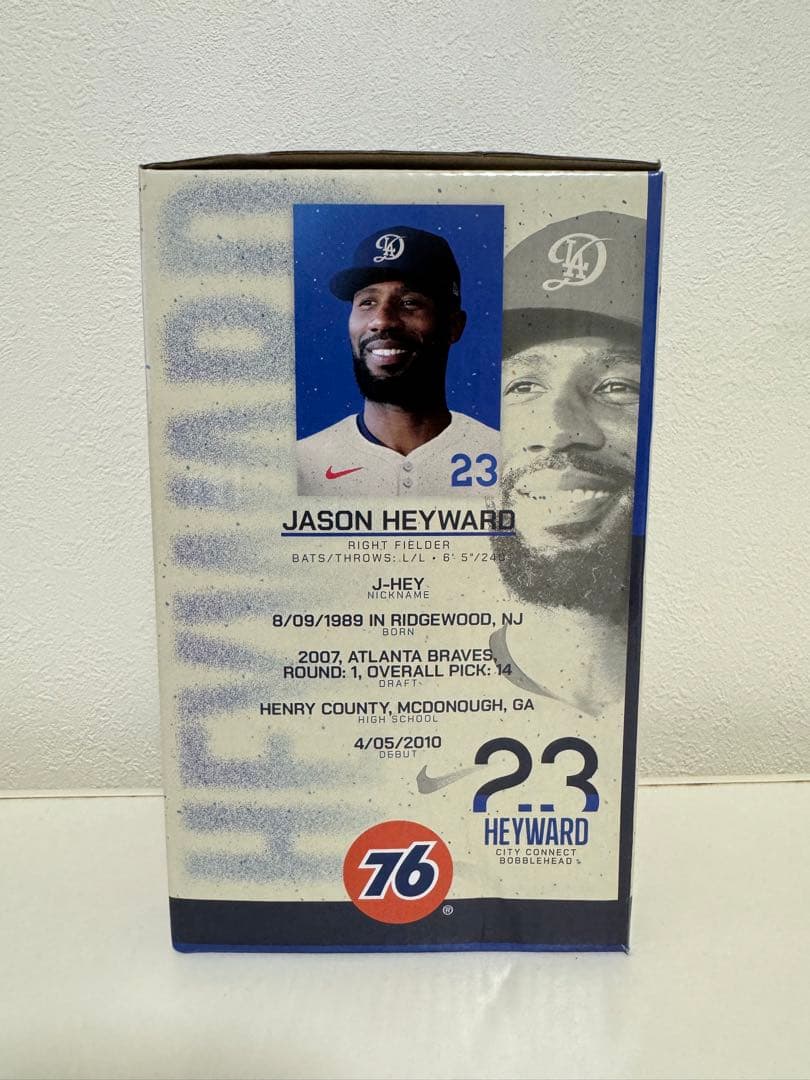 HEYWARD
LAD
LAD
23
JASON HEYWARD
RIGHT FIELDER
BATS/THROWS: L/L • 6' 5"/240
J-HEY
NICKNAME
8/09/1989 IN RIDGEWOOD, NJ
BORN
2007, ATLANTA BRAVES,
ROUND: 1, OVERALL PICK: 14
DRAFT
HENRY COUNTY, MCDONOUGH, GA
HIGH SCHOOL
4/05/2010
DEBUT
23
HEYWARD
CITY CONNECT
BOBBLEHEAD
76
®